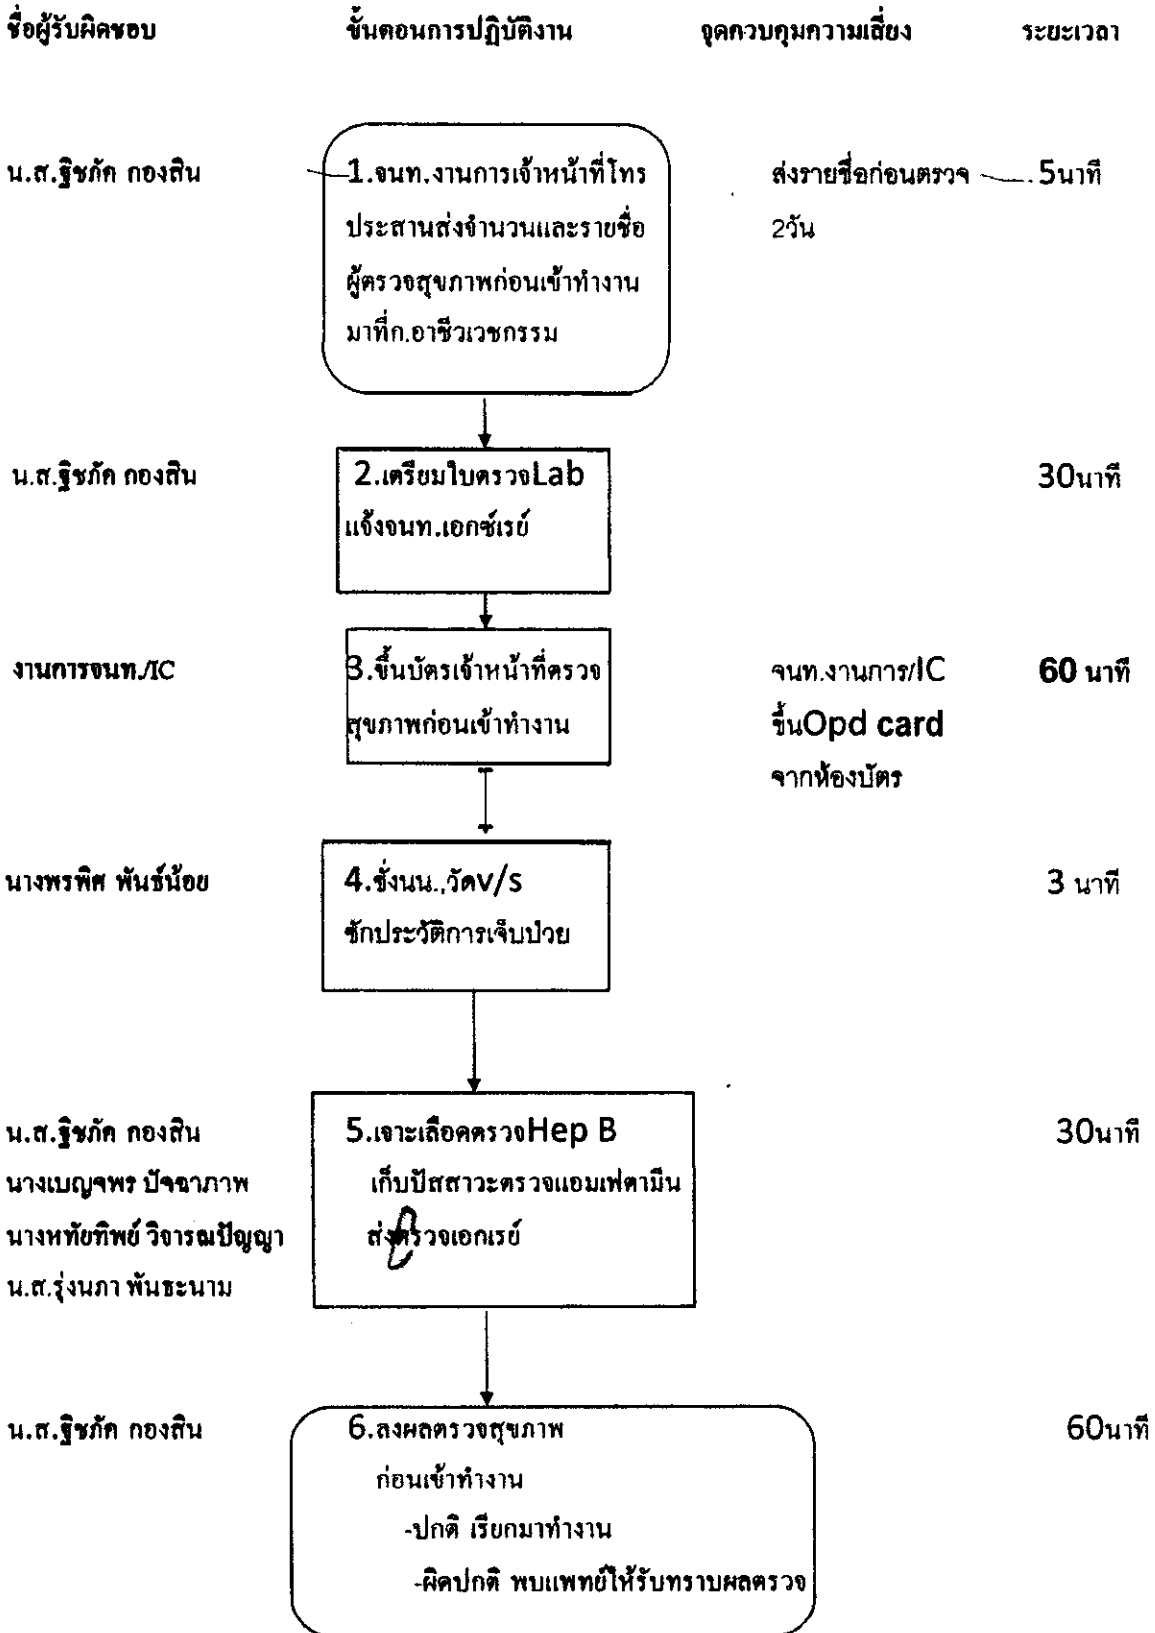 ชื่อผู้รับผิดชอบ ขั้นตอนการปฏิบัติงาน จุดควบคุมความเสี่ยง ระยะเวลา
น.ส.ฐิชภัค กองสิน 1.จนท.งานการเจ้าหน้าที่โทร ส่งรายชื่อก่อนตรวจ 5นาที
ประสานส่งจำนวนและรายชื่อ 2วัน
ผู้ตรวจสุขภาพก่อนเข้าทำงาน
มาที่ก.อาชีวเวชกรรม
น.ส.ฐิชภัค กองสิน 2.เตรียมใบตรวจLab 30นาที
แจ้งจนท.เอกซ์เรย์
งานการจนท./IC 3.ขึ้นบัตรเจ้าหน้าที่ตรวจ จนท.งานการ/IC 60 นาที
สุขภาพก่อนเข้าทำงาน ขึ้นOpd card
จากห้องบัตร
นางพรพิศ พันธ์น้อย 4.ชั่งนน.,วัดv/s 3 นาที
ซักประวัติการเจ็บป่วย
น.ส.ฐิชภัค กองสิน 5.เจาะเลือดตรวจHep B 30นาที
นางเบญจพร ปัจฉาภาพ เก็บปัสสาวะตรวจแอมเฟตามีน
นางหทัยทิพย์ วิจารณปัญญา ส่งตรวจเอกเรย์
น.ส.รุ่งนภา พันธะนาม
น.ส.ฐิชภัค กองสิน 6.ลงผลตรวจสุขภาพ 60นาที
ก่อนเข้าทำงาน
-ปกติ เรียกมาทำงาน
-ผิดปกติ พบแพทย์ให้รับทราบผลตรวจ